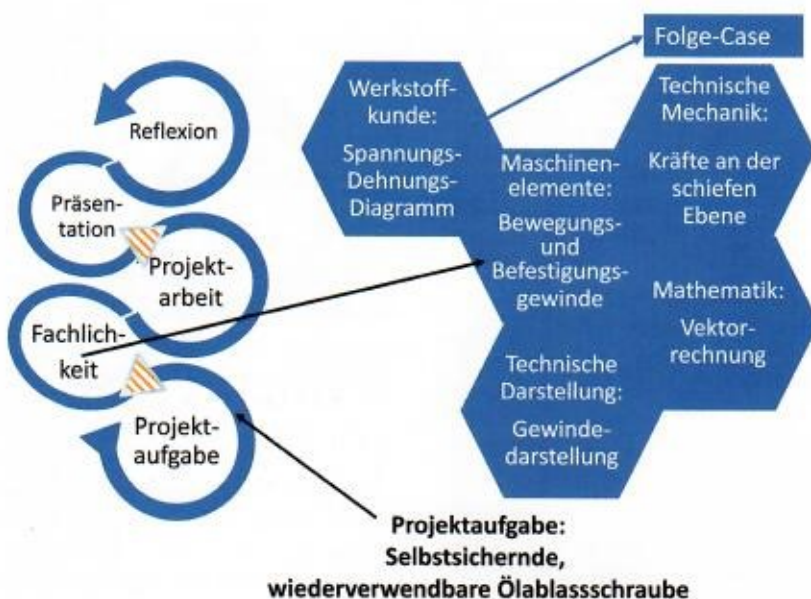 Reflexion
Präsen-
tation
Projekt-
arbeit
Fachlich-
keit
Projekt-
aufgabe
Folge-Case
Werkstoff-
kunde:
Spannungs-
Dehnungs-
Diagramm
Maschinen-
elemente:
Bewegungs-
und
Befestigungs-
gewinde
Technische
Mechanik:
Kräfte an der
schiefen
Ebene
Mathematik:
Vektor-
rechnung
Technische
Darstellung:
Gewinde-
darstellung
Projektaufgabe:
Selbstsichernde,
wiederverwendbare Ölablassschraube